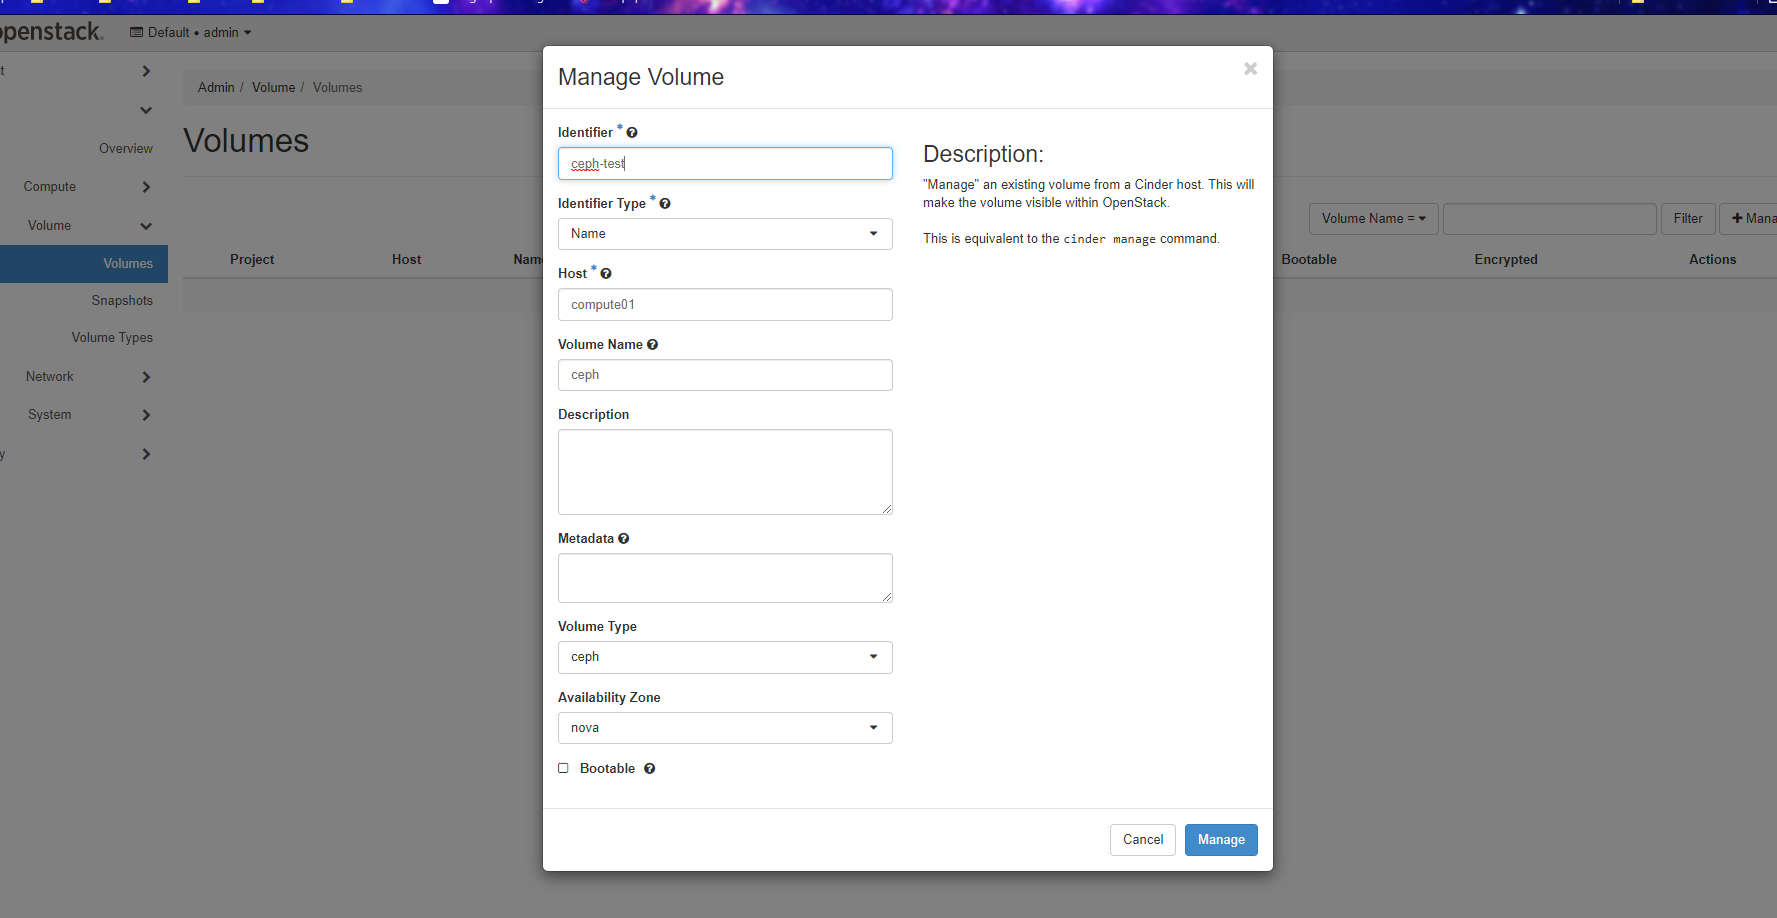 openstack.
Default • admin
Admin / Volume / Volumes
Volumes
Overview
Compute
Volume
Volumes
Snapshots
Volume Types
Network
System
Volume Name =
Filter
Project
Host
Bootable
Encrypted
Actions
Manage Volume
Identifier *
ceph-test
Identifier Type *
Name
Host *
compute01
Volume Name
ceph
Description
Metadata
Volume Type
ceph
Availability Zone
nova
Bootable
Description:
"Manage" an existing volume from a Cinder host. This will
make the volume visible within OpenStack.
This is equivalent to the cinder manage command.
Cancel
Manage